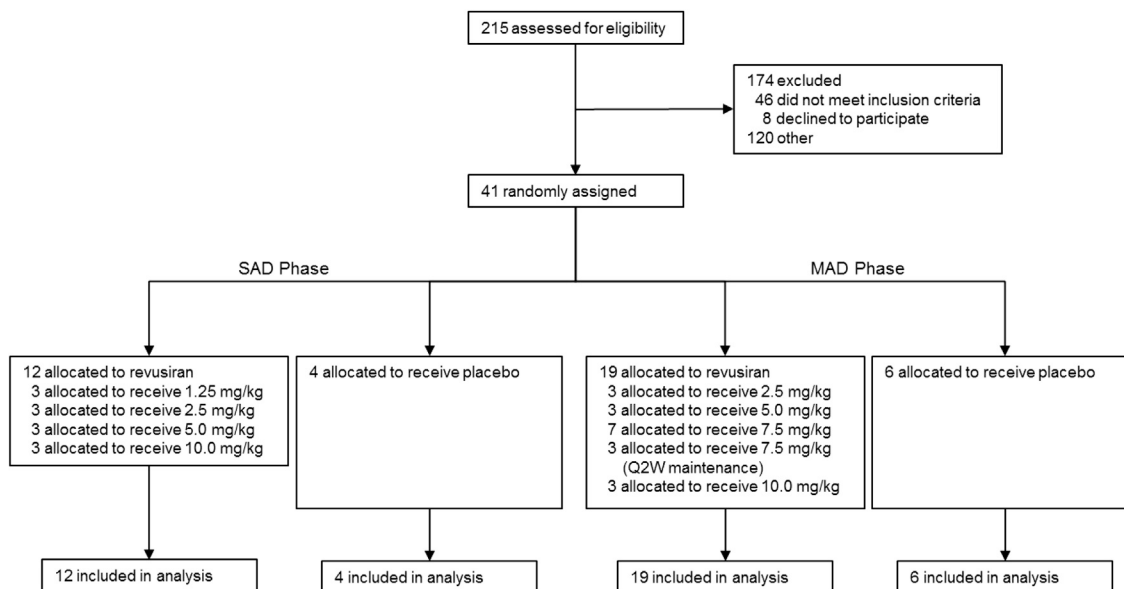 215 assessed for eligibility
174 excluded
46 did not meet inclusion criteria
8 declined to participate
120 other
41 randomly assigned
SAD Phase
MAD Phase
12 allocated to revusiran
3 allocated to receive 1.25 mg/kg
3 allocated to receive 2.5 mg/kg
3 allocated to receive 5.0 mg/kg
3 allocated to receive 10.0 mg/kg
4 allocated to receive placebo
19 allocated to revusiran
3 allocated to receive 2.5 mg/kg
3 allocated to receive 5.0 mg/kg
7 allocated to receive 7.5 mg/kg
3 allocated to receive 7.5 mg/kg
(Q2W maintenance)
3 allocated to receive 10.0 mg/kg
6 allocated to receive placebo
12 included in analysis
4 included in analysis
19 included in analysis
6 included in analysis